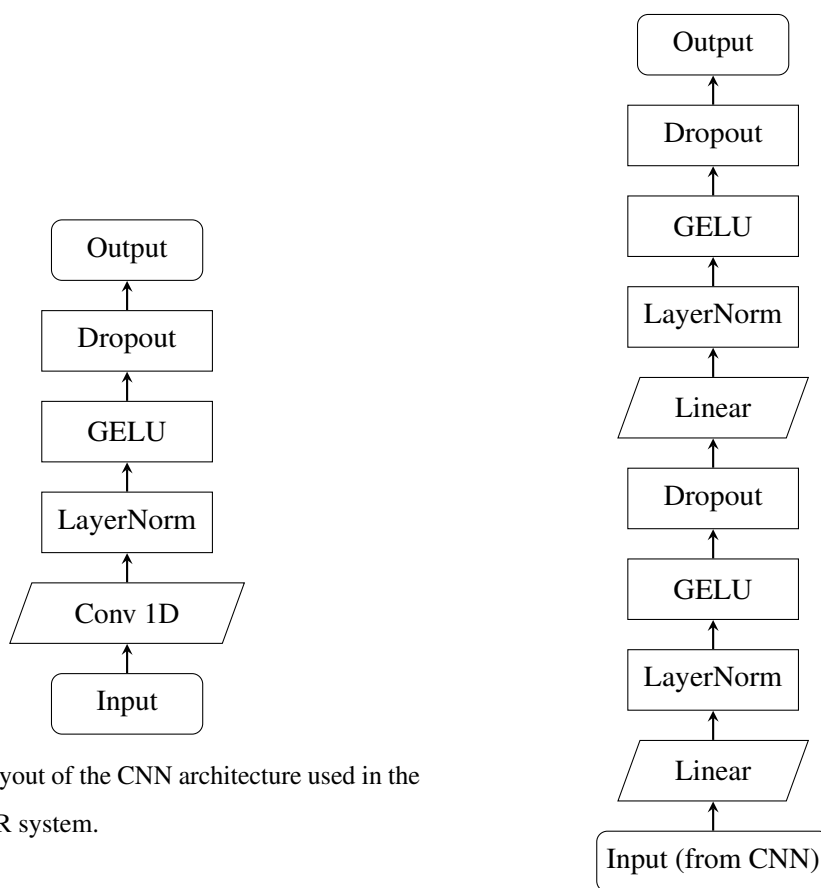 Output
Dropout
GELU
LayerNorm
Conv 1D
Input
yout of the CNN architecture used in the
R system.
Output
Dropout
GELU
LayerNorm
Linear
Dropout
GELU
LayerNorm
Linear
Input (from CNN)